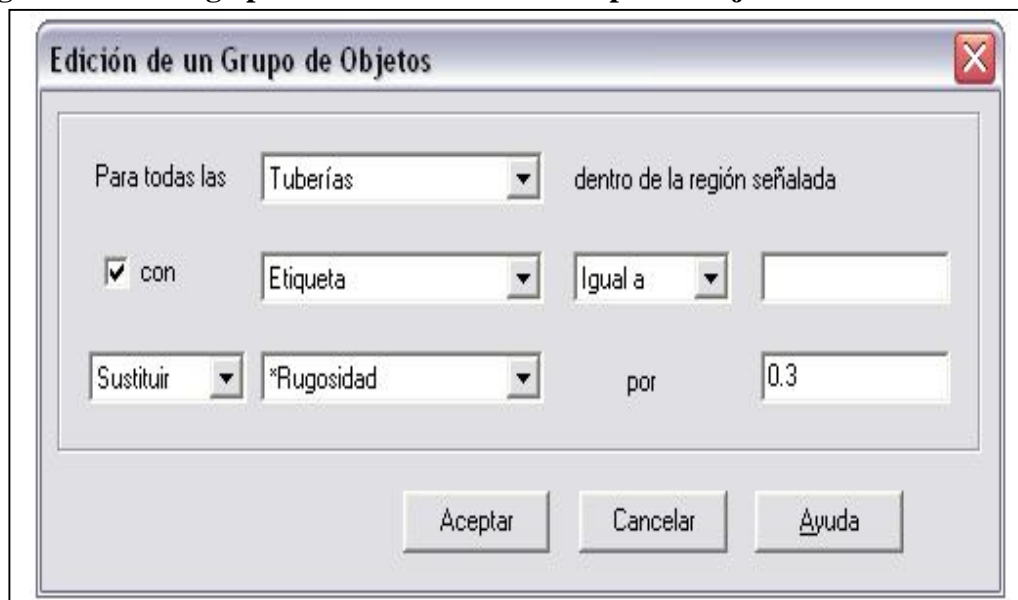 Edición de un Grupo de Objetos
Para todas las Tuberías dentro de la región señalada
con Etiqueta Igual a
Sustituir *Rugosidad por 0.3
Aceptar Cancelar Ayuda